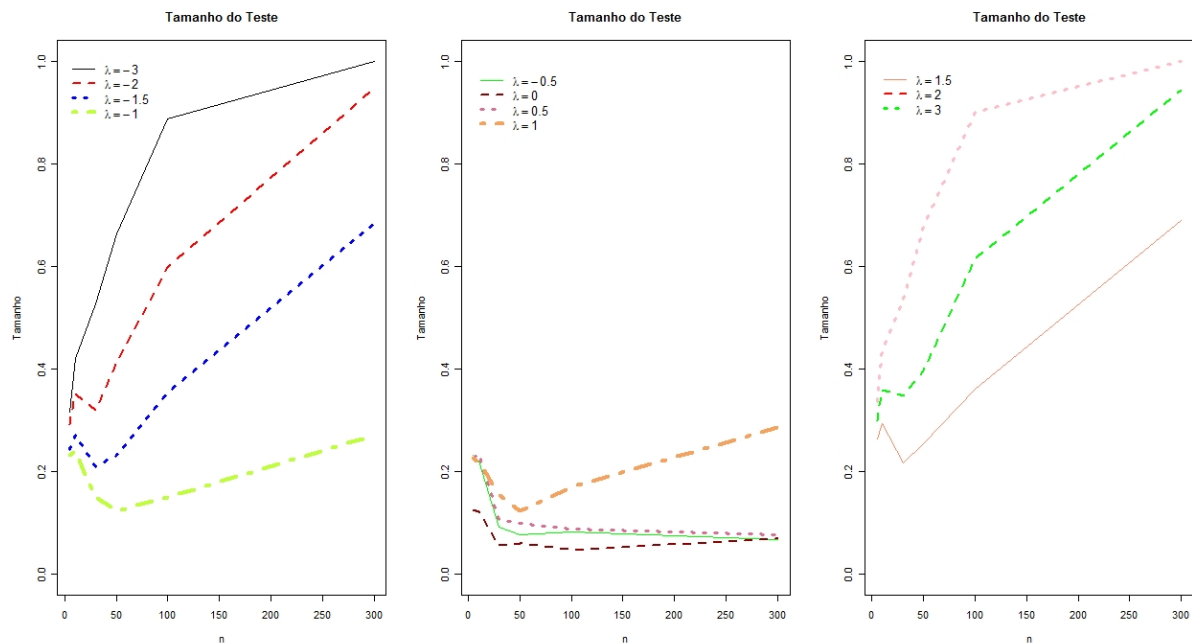 Tamanho do Teste
λ = −3
λ = −2
λ = −1.5
λ = −1
Tamanho
1.0
0.8
0.6
0.4
0.2
0.0
0 50 100 150 200 250 300
n
Tamanho do Teste
λ = −0.5
λ = 0
λ = 0.5
λ = 1
Tamanho
1.0
0.8
0.6
0.4
0.2
0.0
0 50 100 150 200 250 300
n
Tamanho do Teste
λ = 1.5
λ = 2
λ = 3
Tamanho
1.0
0.8
0.6
0.4
0.2
0.0
0 50 100 150 200 250 300
n